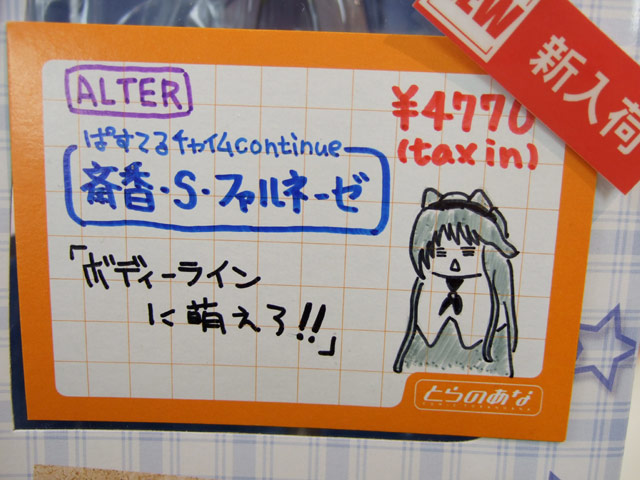 NEW
新入荷
ALTER
¥4770
(tax in)
ぱすてるチャイムcontinue
斎香・S・ファルネーゼ
「ボディーライン
に萌えろ!!」
とらのあな